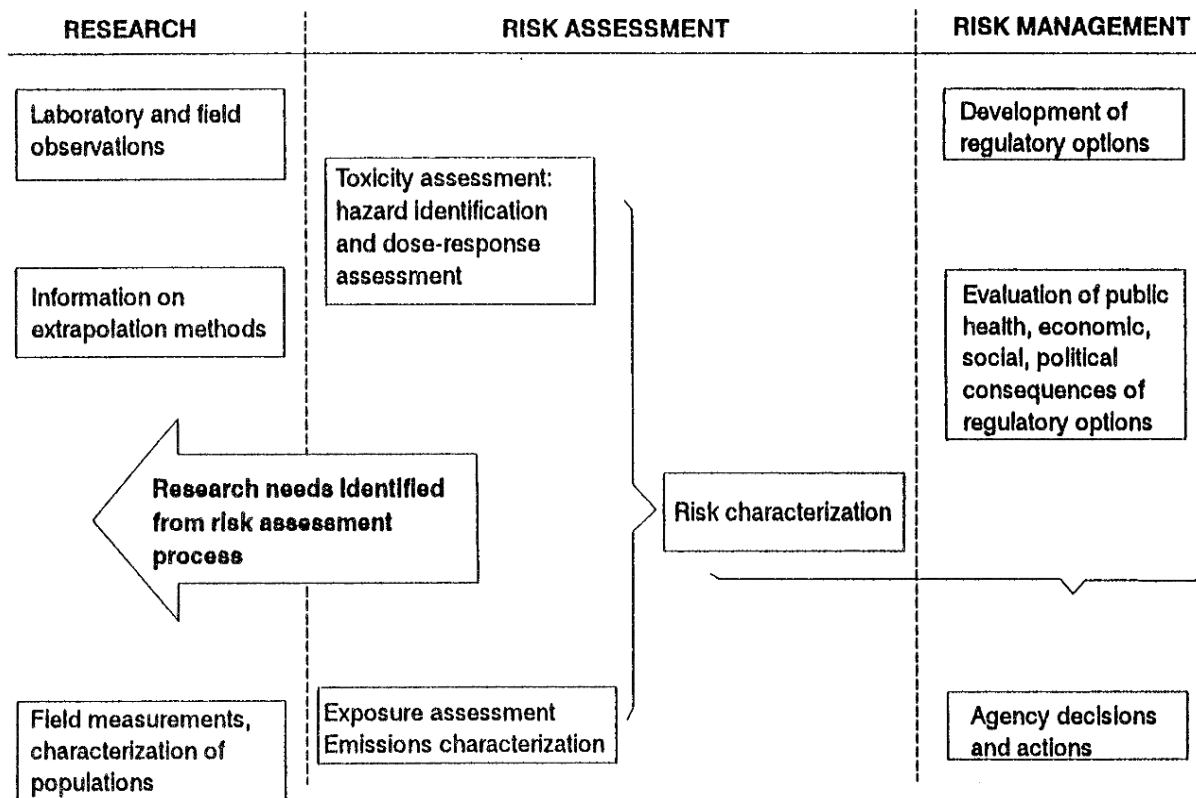 RESEARCH
RISK ASSESSMENT
RISK MANAGEMENT
Laboratory and field
observations
Information on
extrapolation methods
Research needs identified
from risk assessment
process
Field measurements,
characterization of
populations
Toxicity assessment:
hazard identification
and dose-response
assessment
Exposure assessment
Emissions characterization
Risk characterization
Development of
regulatory options
Evaluation of public
health, economic,
social, political
consequences of
regulatory options
Agency decisions
and actions